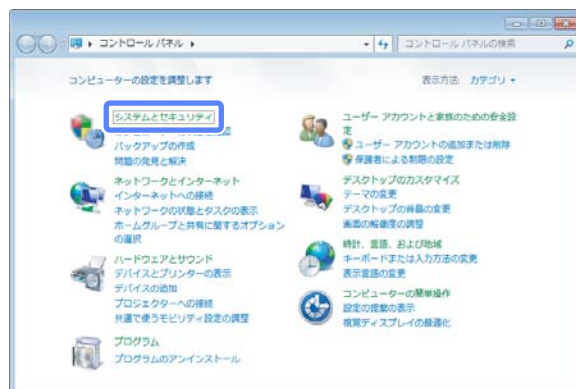 コントロール パネル
コントロール パネルの検索
コンピューターの設定を調整します
表示方法: カテゴリ
システムとセキュリティ
バックアップの作成
問題の発見と解決
ネットワークとインターネット
インターネットへの接続
ネットワークの状態とタスクの表示
ホームグループと共有に関するオプション
の選択
ハードウェアとサウンド
デバイスとプリンターの表示
デバイスの追加
プロジェクターへの接続
共通で使うモビリティ設定の調整
プログラム
プログラムのアンインストール
ユーザー アカウントと家族のための安全設
定
ユーザー アカウントの追加または削除
保護者による制限の設定
デスクトップのカスタマイズ
テーマの変更
デスクトップの背景の変更
画面の解像度の調整
時計、言語、および地域
キーボードまたは入力方法の変更
表示言語の変更
コンピューターの簡単操作
設定の提案の表示
視覚ディスプレイの最適化